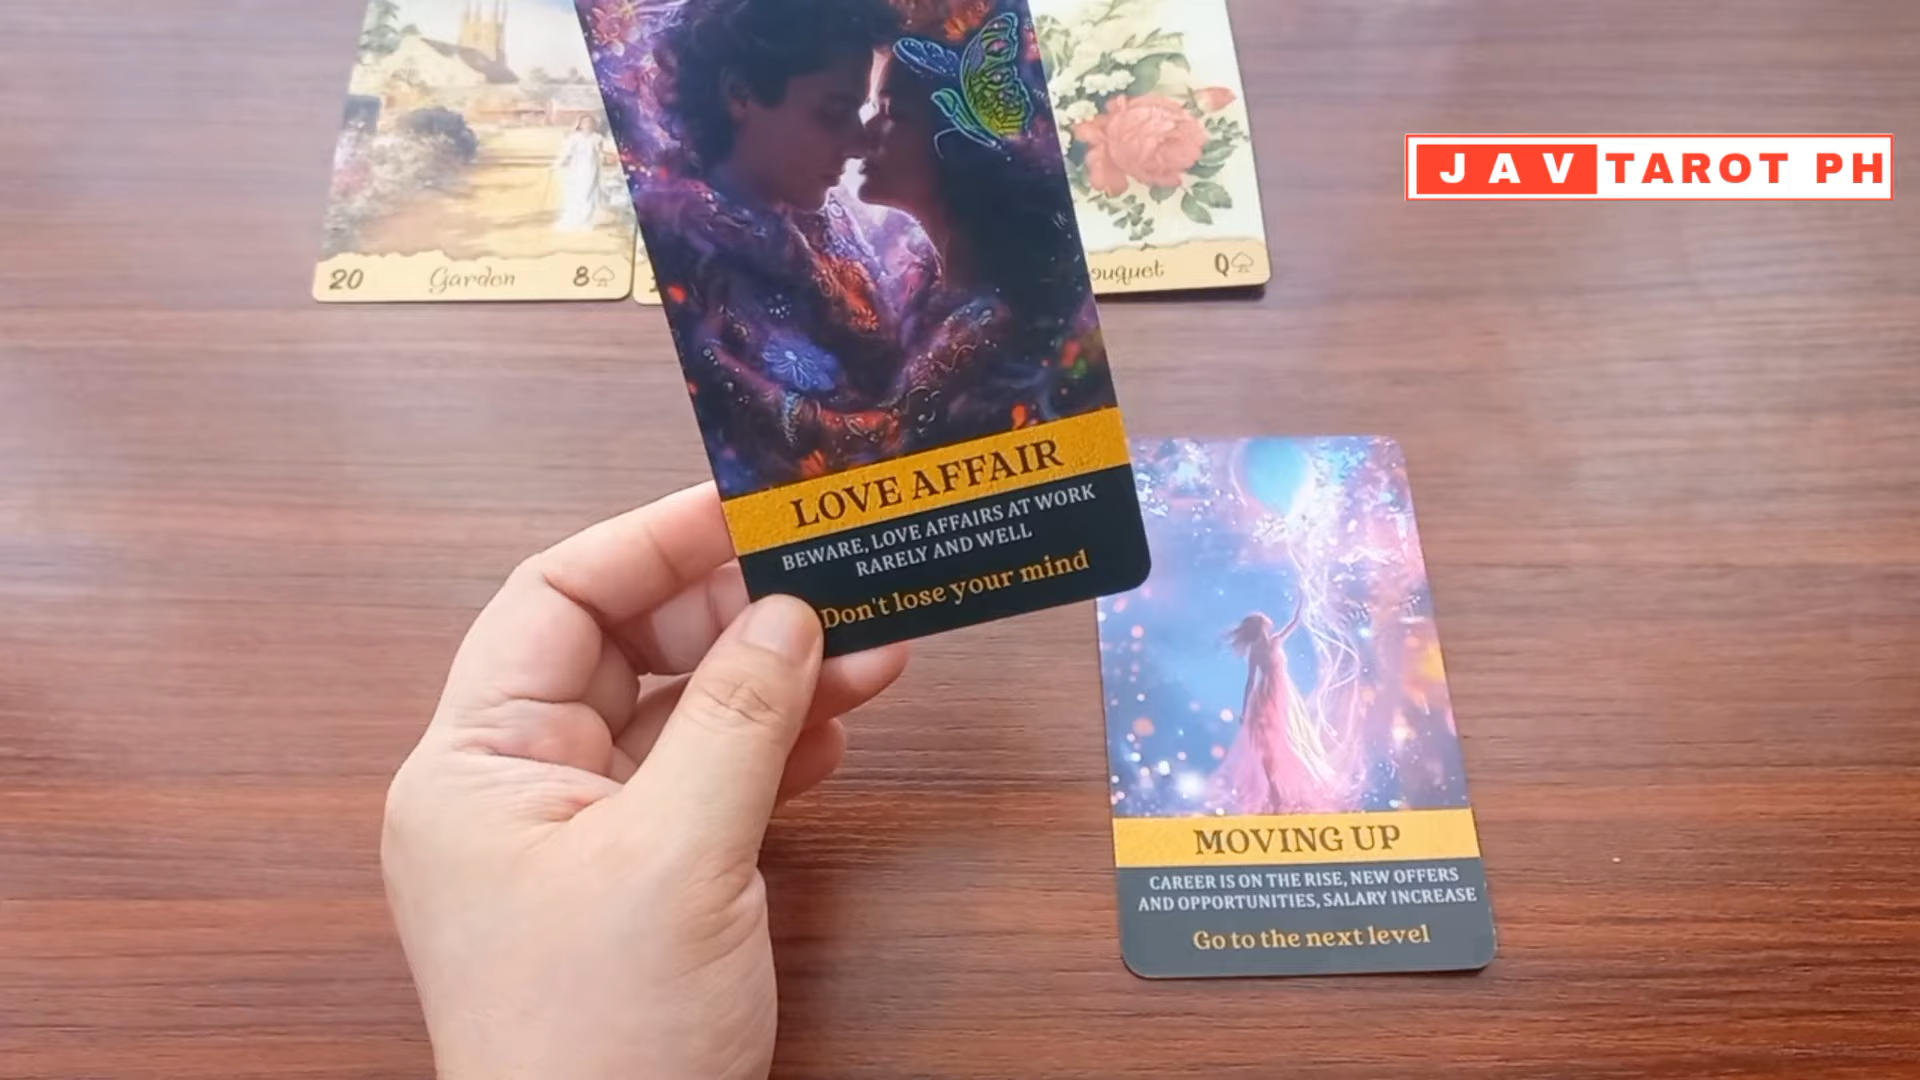 20 Garden 8
ouquet Q
JAV TAROT PH
LOVE AFFAIR
BEWARE, LOVE AFFAIRS AT WORK
RARELY AND WELL
Don't lose your mind
MOVING UP
CAREER IS ON THE RISE, NEW OFFERS
AND OPPORTUNITIES, SALARY INCREASE
Go to the next level